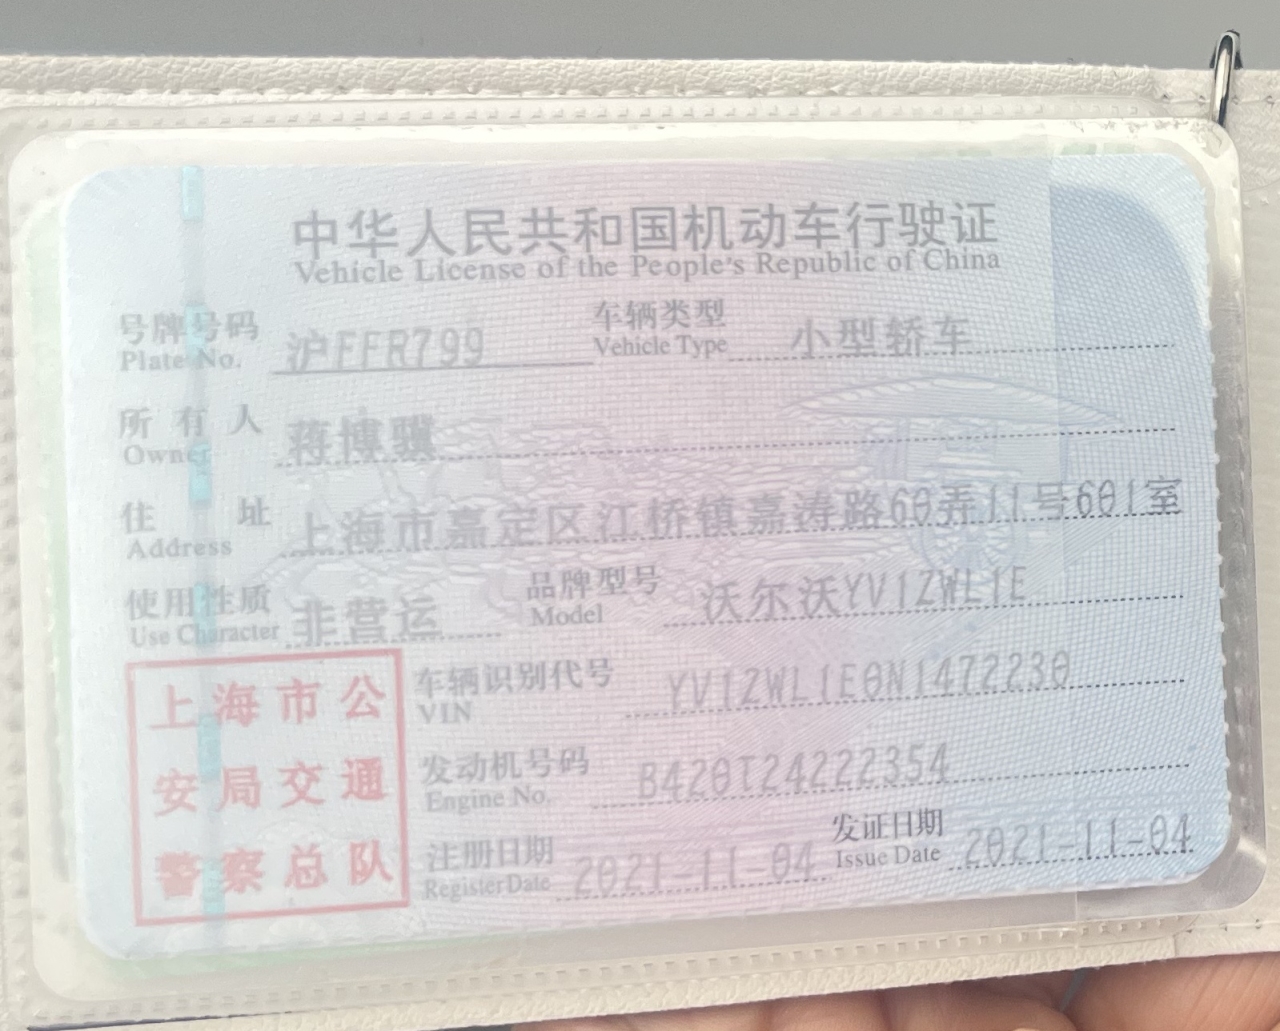 中华人民共和国机动车行驶证
Vehicle License of the People's Republic of China
号牌号码 沪FFR799 车辆类型 小型轿车
Plate No. Vehicle Type
所有人 蒋博骥
Owner
住址 上海市嘉定区江桥镇嘉涛路60弄11号601室
Address
使用性质 非营运 品牌型号 沃尔沃YV1ZWL1E
Use Character Model
上海市公
安局交通
警察总队
车辆识别代号 YV1ZWL1E0N1472230
VIN
发动机号码 B420T24222354
Engine No.
注册日期 2021-11-04 发证日期 2021-11-04
Register Date Issue Date